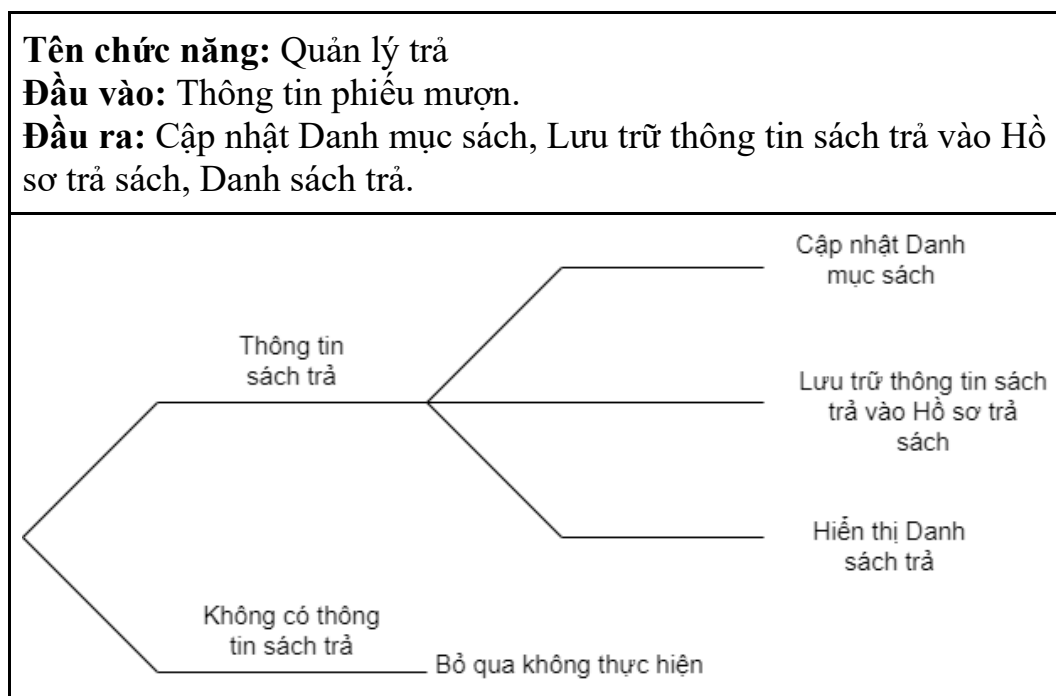 Tên chức năng: Quản lý trả
Đầu vào: Thông tin phiếu mượn.
Đầu ra: Cập nhật Danh mục sách, Lưu trữ thông tin sách trả vào Hồ
sơ trả sách, Danh sách trả.
Cập nhật Danh
mục sách
Thông tin
sách trả
Lưu trữ thông tin sách
trả vào Hồ sơ trả
sách
Hiển thị Danh
sách trả
Không có thông
tin sách trả
Bỏ qua không thực hiện